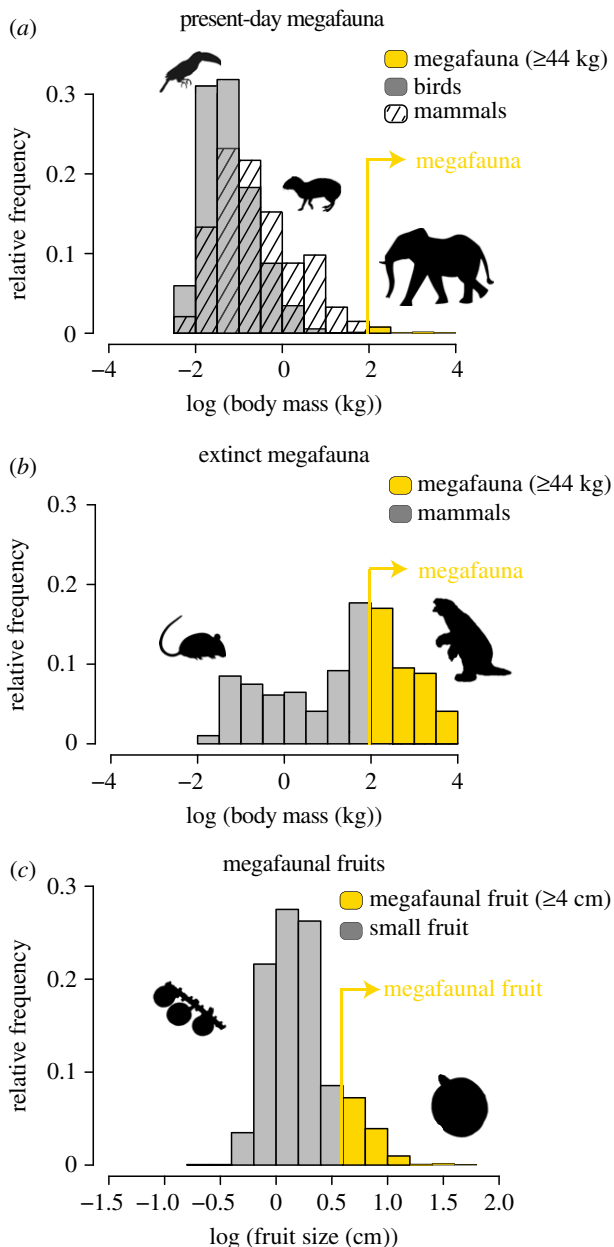 (a)
present-day megafauna
megafauna (≥44 kg)
birds
mammals
megafauna
relative frequency
0.3
0.2
0.1
0
−4
−2
0
2
4
log (body mass (kg))
(b)
extinct megafauna
megafauna (≥44 kg)
mammals
megafauna
relative frequency
0.3
0.2
0.1
0
−4
−2
0
2
4
log (body mass (kg))
(c)
megafaunal fruits
megafaunal fruit (≥4 cm)
small fruit
megafaunal fruit
relative frequency
0.3
0.2
0.1
0
−1.5
−1.0
−0.5
0
0.5
1.0
1.5
2.0
log (fruit size (cm))